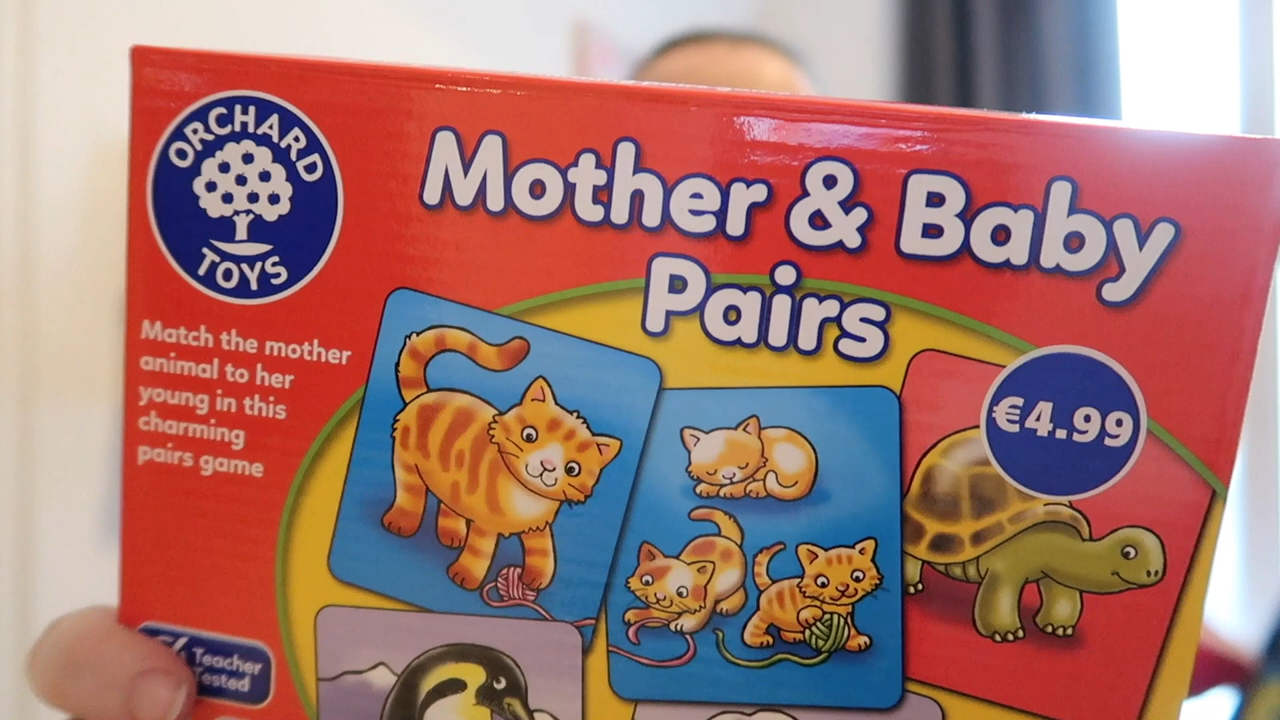 ORCHARD
TOYS
Mother & Baby
Pairs
Match the mother
animal to her
young in this
charming
pairs game
€4.99
Teacher
Tested